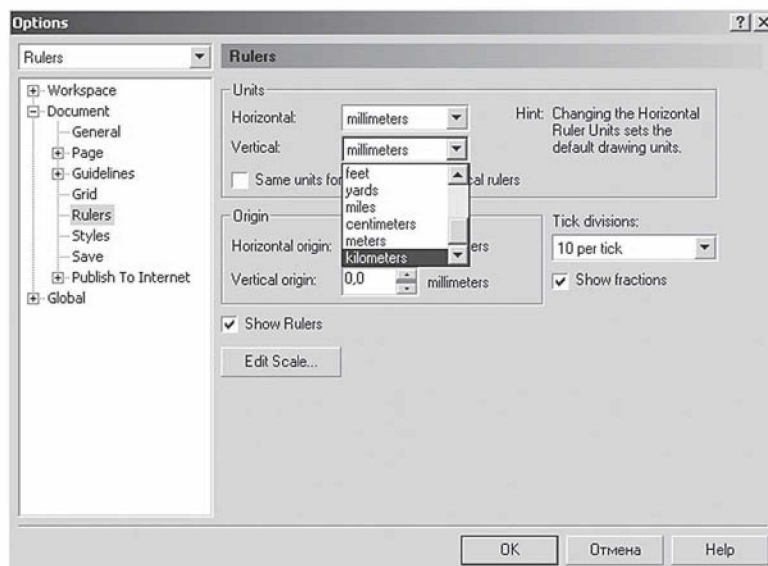 Options
Rulers
Workspace
Document
General
Page
Guidelines
Grid
Rulers
Styles
Save
Publish To Internet
Global
Rulers
Units
Horizontal: millimeters
Hint: Changing the Horizontal
Ruler Units sets the
default drawing units.
Vertical: millimeters
feet
yards
miles
centimeters
meters
kilometers
Same units for cal rulers
Origin
Horizontal origin: ers
Vertical origin: 0,0 millimeters
Tick divisions:
10 per tick
Show fractions
Show Rulers
Edit Scale...
OK Отмена Help